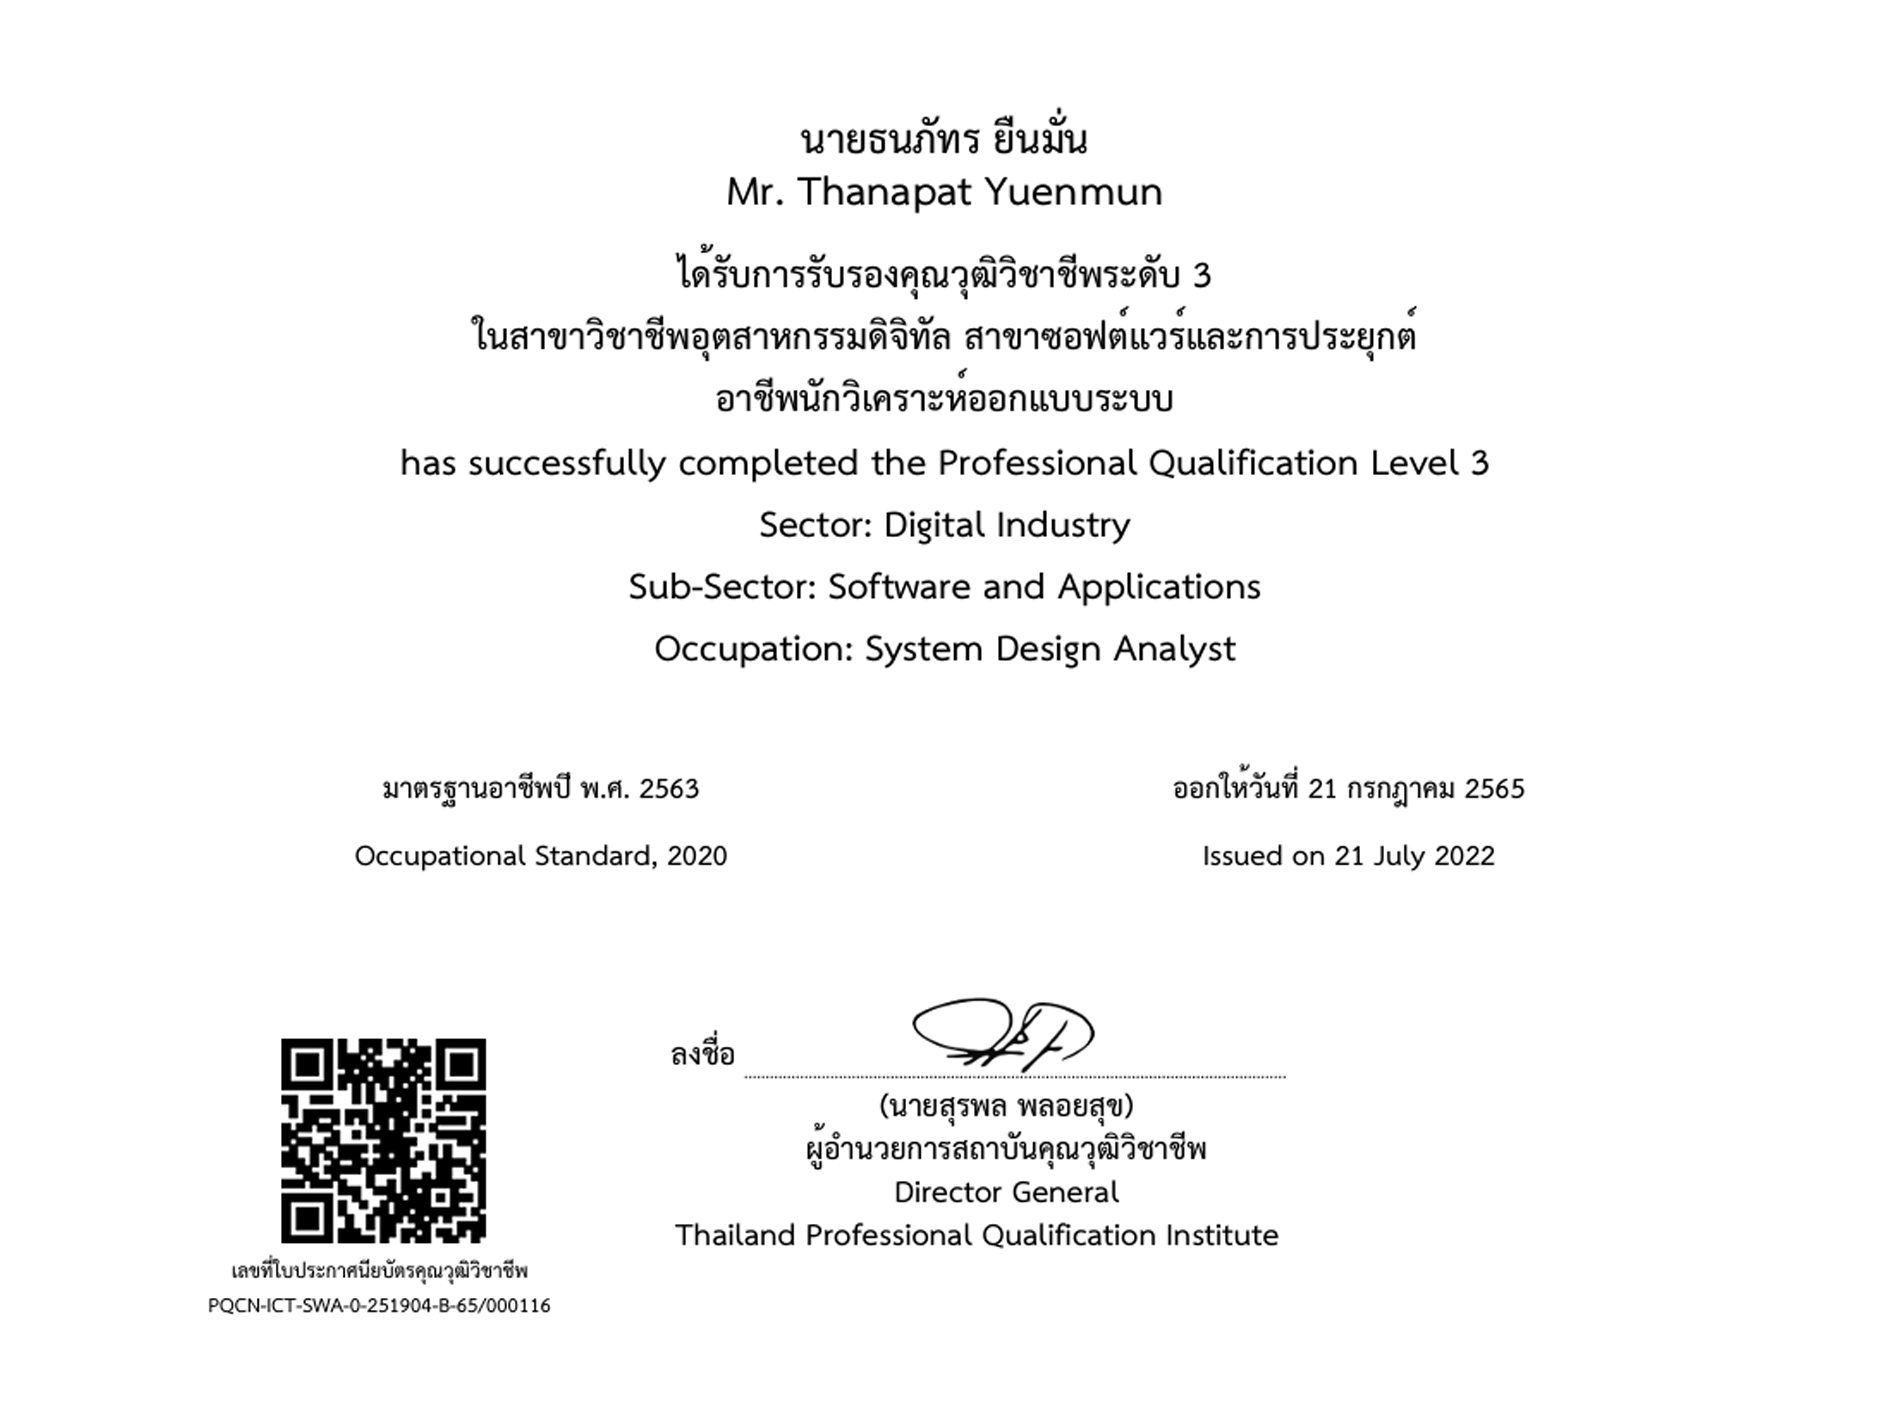 นายธนภัทร ยืนมั่น
Mr. Thanapat Yuenmun
ได้รับการรับรองคุณวุฒิวิชาชีพระดับ 3
ในสาขาวิชาชีพอุตสาหกรรมดิจิทัล สาขาซอฟต์แวร์และการประยุกต์
อาชีพนักวิเคราะห์ออกแบบระบบ
has successfully completed the Professional Qualification Level 3
Sector: Digital Industry
Sub-Sector: Software and Applications
Occupation: System Design Analyst
มาตรฐานอาชีพปี พ.ศ. 2563
Occupational Standard, 2020
ออกให้วันที่ 21 กรกฎาคม 2565
Issued on 21 July 2022
ลงชื่อ
(นายสุรพล พลอยสุข)
ผู้อำนวยการสถาบันคุณวุฒิวิชาชีพ
Director General
Thailand Professional Qualification Institute
เลขที่ใบประกาศนียบัตรคุณวุฒิวิชาชีพ
PQCN-ICT-SWA-0-251904-B-65/000116